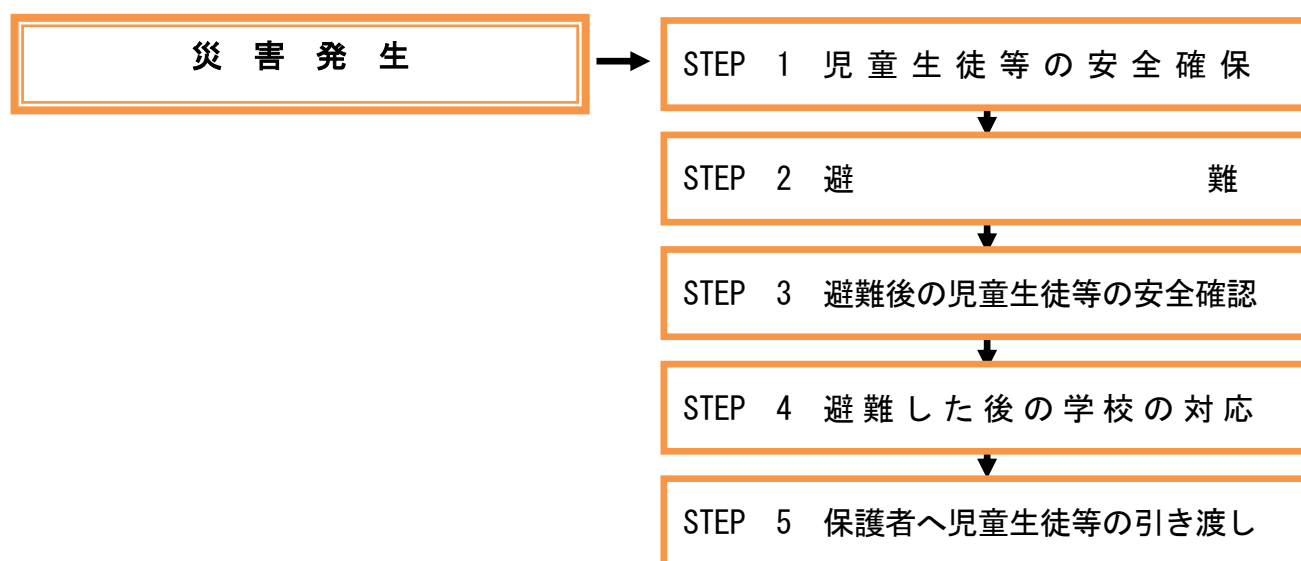 災害発生
STEP 1 児童生徒等の安全確保
STEP 2 避難
STEP 3 避難後の児童生徒等の安全確認
STEP 4 避難した後の学校の対応
STEP 5 保護者へ児童生徒等の引き渡し